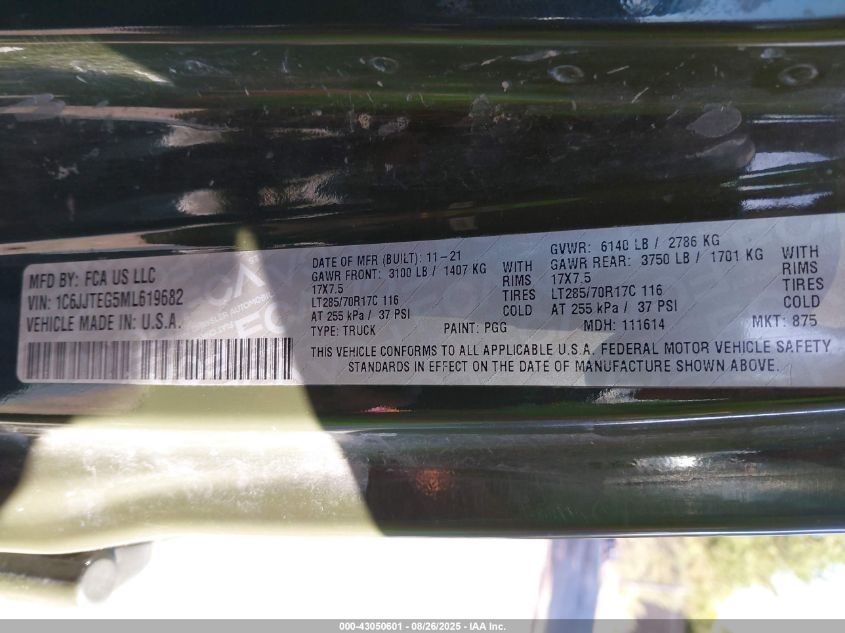 MFD BY: FCA US LLC
VIN: 1C6JJTEG5ML619682
VEHICLE MADE IN: U.S.A.
DATE OF MFR (BUILT): 11-21
GAWR FRONT: 3100 LB / 1407 KG WITH
17X7.5 RIMS
LT285/70R17C 116 TIRES
AT 255 kPa / 37 PSI COLD
TYPE: TRUCK PAINT: PGG
GVWR: 6140 LB / 2786 KG
GAWR REAR: 3750 LB / 1701 KG WITH
17X7.5 RIMS
LT285/70R17C 116 TIRES
AT 255 kPa / 37 PSI COLD
MDH: 111614 MKT: 875
THIS VEHICLE CONFORMS TO ALL APPLICABLE U.S.A. FEDERAL MOTOR VEHICLE SAFETY
STANDARDS IN EFFECT ON THE DATE OF MANUFACTURE SHOWN ABOVE.
000-43050601 - 08/26/2025 - IAA Inc.